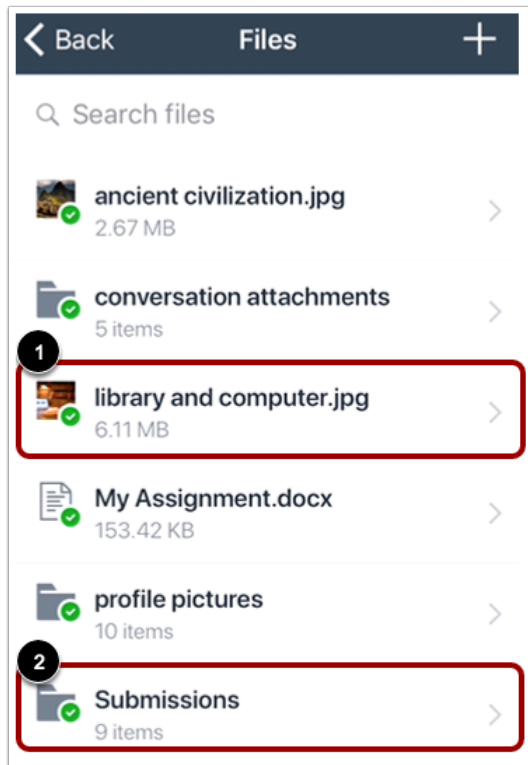 Back Files +
Search files
ancient civilization.jpg
2.67 MB
conversation attachments
5 items
1
library and computer.jpg
6.11 MB
My Assignment.docx
153.42 KB
profile pictures
10 items
2
Submissions
9 items